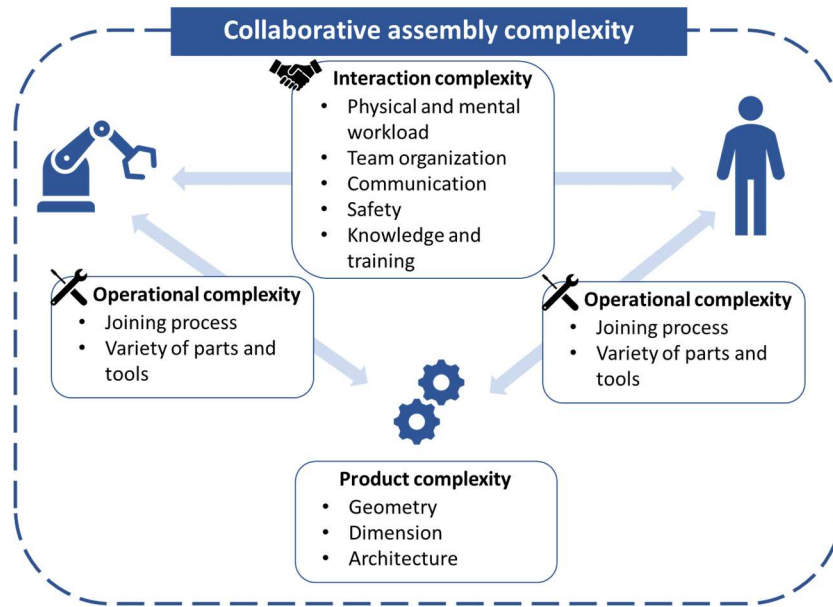 Collaborative assembly complexity
Interaction complexity
• Physical and mental
workload
• Team organization
• Communication
• Safety
• Knowledge and
training
Operational complexity
• Joining process
• Variety of parts and
tools
Operational complexity
• Joining process
• Variety of parts and
tools
Product complexity
• Geometry
• Dimension
• Architecture